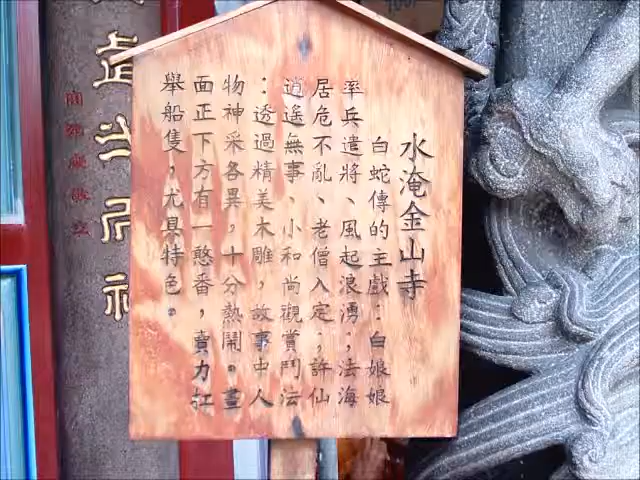 水淹金山寺
白蛇傳的主戲：白娘娘
率兵遣將、風起浪湧；法海
居危不亂、老僧入定；許仙
逍遙無事、小和尚觀賞鬥法
：透過精美木雕，故事中人
物神采各異，十分熱鬧。畫
面正下方有一憨番，賣力扛
舉船隻，尤具特色。